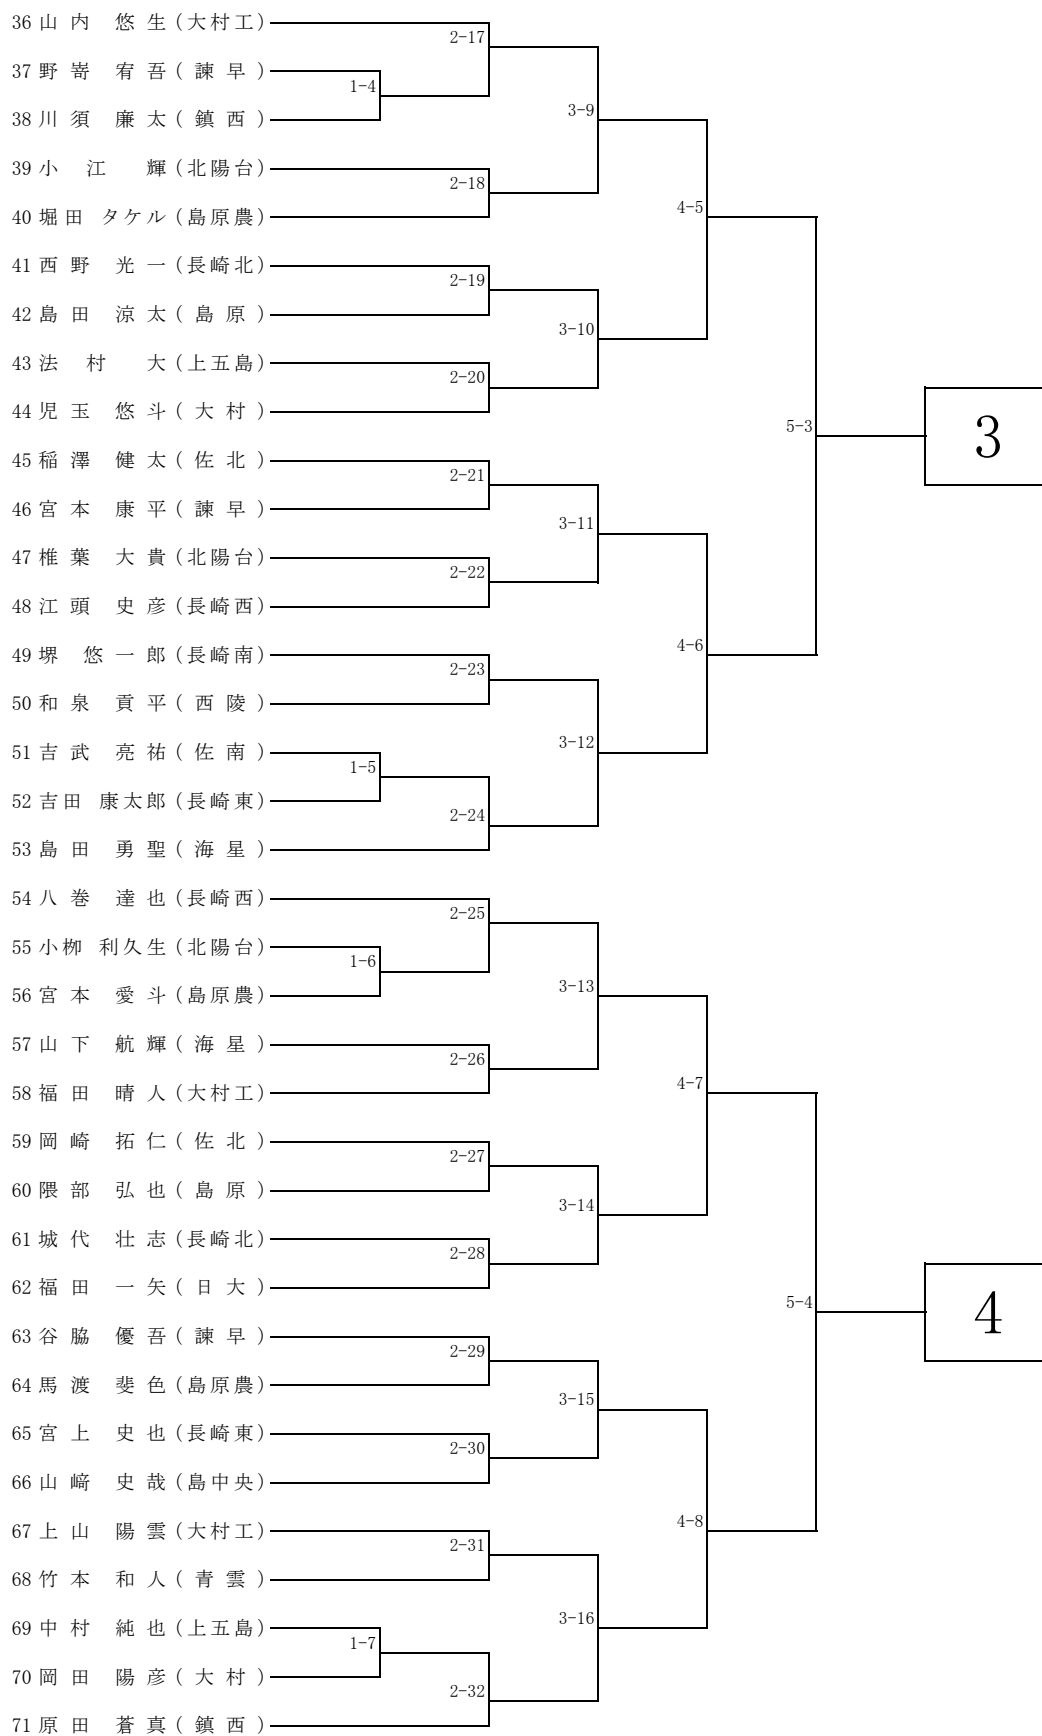 36 山内 悠生(大村工)
2-17
37 野嵜 宥吾(諫早)
1-4
38 川須 廉太(鎮西)
3-9
39 小江 輝(北陽台)
2-18
40 堀田 タケル(島原農)
4-5
41 西野 光一(長崎北)
2-19
42 島田 涼太(島原)
3-10
43 法村 大(上五島)
2-20
44 児玉 悠斗(大村)
5-3
3
45 稲澤 健太(佐北)
2-21
46 宮本 康平(諫早)
3-11
47 椎葉 大貴(北陽台)
2-22
48 江頭 史彦(長崎西)
4-6
49 堺 悠一郎(長崎南)
2-23
50 和泉 貢平(西陵)
3-12
51 吉武 亮祐(佐南)
1-5
52 吉田 康太郎(長崎東)
2-24
53 島田 勇聖(海星)
54 八巻 達也(長崎西)
2-25
55 小栁 利久生(北陽台)
1-6
56 宮本 愛斗(島原農)
3-13
57 山下 航輝(海星)
2-26
58 福田 晴人(大村工)
4-7
59 岡崎 拓仁(佐北)
2-27
60 隈部 弘也(島原)
3-14
61 城代 壮志(長崎北)
2-28
62 福田 一矢(日大)
5-4
4
63 谷脇 優吾(諫早)
2-29
64 馬渡 斐色(島原農)
3-15
65 宮上 史也(長崎東)
2-30
66 山﨑 史哉(島中央)
4-8
67 上山 陽雲(大村工)
2-31
68 竹本 和人(青雲)
3-16
69 中村 純也(上五島)
1-7
70 岡田 陽彦(大村)
2-32
71 原田 蒼真(鎮西)